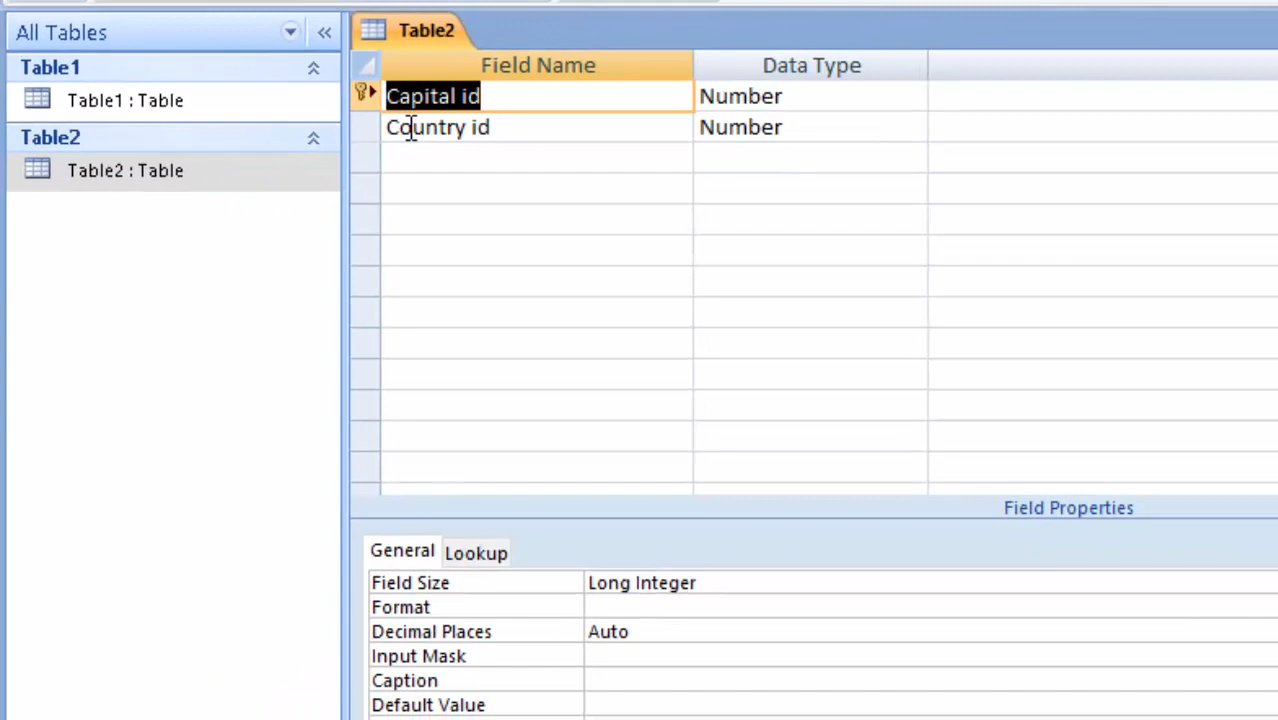 All Tables
Table1
Table1 : Table
Table2
Table2 : Table
Table2
Field Name Data Type
Capital id Number
Country id Number
Field Properties
General Lookup
Field Size Long Integer
Format
Decimal Places Auto
Input Mask
Caption
Default Value